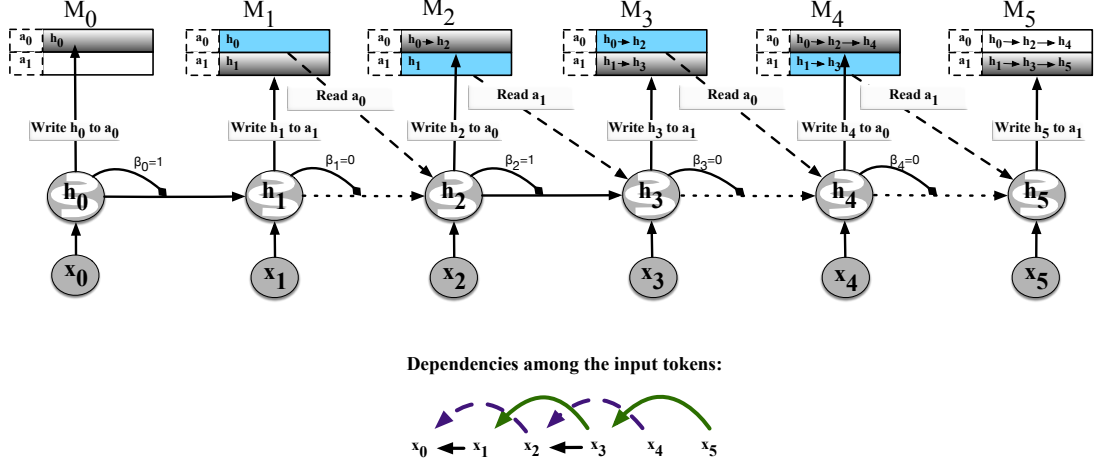 M0 M1 M2 M3 M4 M5
a0 h0 a0 h0 a0 h0→h2 a0 h0→h2 a0 h0→h2→h4 a0 h0→h2→h4
a1 a1 h1 a1 h1 a1 h1→h3 a1 h1→h3 a1 h1→h3→h5
Read a0 Read a1 Read a0 Read a1
Write h0 to a0 Write h1 to a1 Write h2 to a0 Write h3 to a1 Write h4 to a0 Write h5 to a1
β0=1 β1=0 β2=1 β3=0 β4=0
h0 h1 h2 h3 h4 h5
x0 x1 x2 x3 x4 x5
Dependencies among the input tokens:
x0 x1 x2 x3 x4 x5